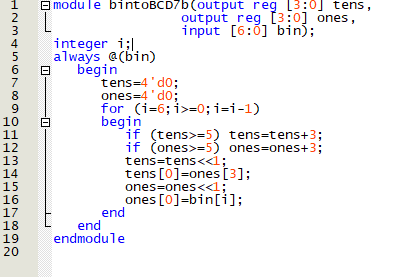 1 module bintoBCD7b(output reg [3:0] tens,
2 output reg [3:0] ones,
3 input [6:0] bin);
4 integer i;
5 always @(bin)
6 begin
7 tens=4'd0;
8 ones=4'd0;
9 for (i=6;i>=0;i=i-1)
10 begin
11 if (tens>=5) tens=tens+3;
12 if (ones>=5) ones=ones+3;
13 tens=tens<<1;
14 tens[0]=ones[3];
15 ones=ones<<1;
16 ones[0]=bin[i];
17 end
18 end
19 endmodule
20